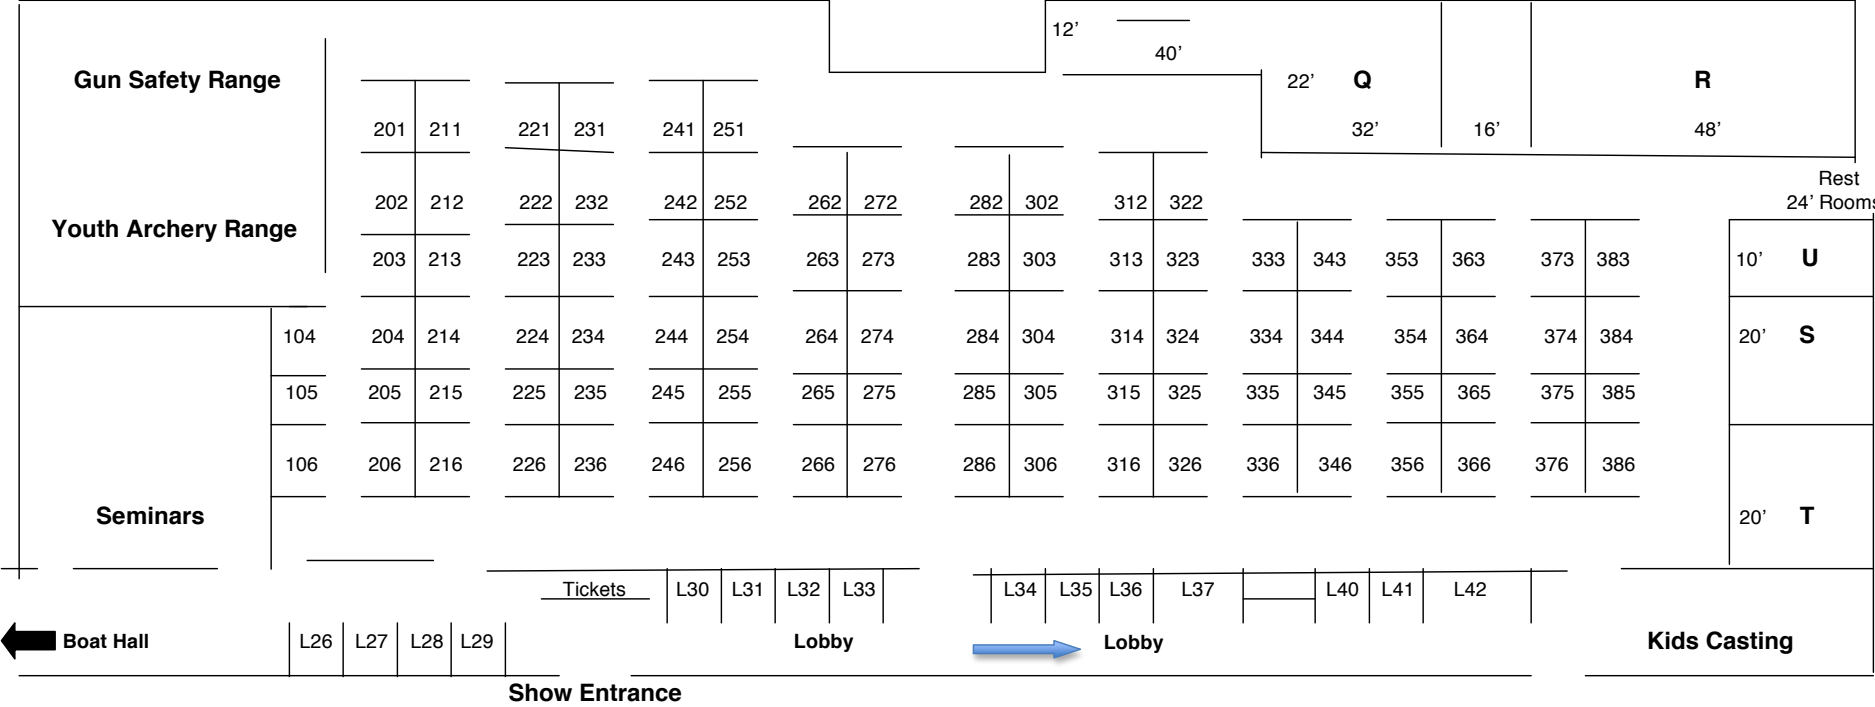 12’
40’
Gun Safety Range
22’ Q R
201 211 221 231 241 251 32’ 16’ 48’
Rest
24’ Rooms
202 212 222 232 242 252 262 272 282 302 312 322
Youth Archery Range
203 213 223 233 243 253 263 273 283 303 313 323 333 343 353 363 373 383 10’ U
104 204 214 224 234 244 254 264 274 284 304 314 324 334 344 354 364 374 384 20’ S
105 205 215 225 235 245 255 265 275 285 305 315 325 335 345 355 365 375 385
106 206 216 226 236 246 256 266 276 286 306 316 326 336 346 356 366 376 386
Seminars 20’ T
Tickets L30 L31 L32 L33 L34 L35 L36 L37 L40 L41 L42
Boat Hall L26 L27 L28 L29 Lobby Lobby Kids Casting
Show Entrance